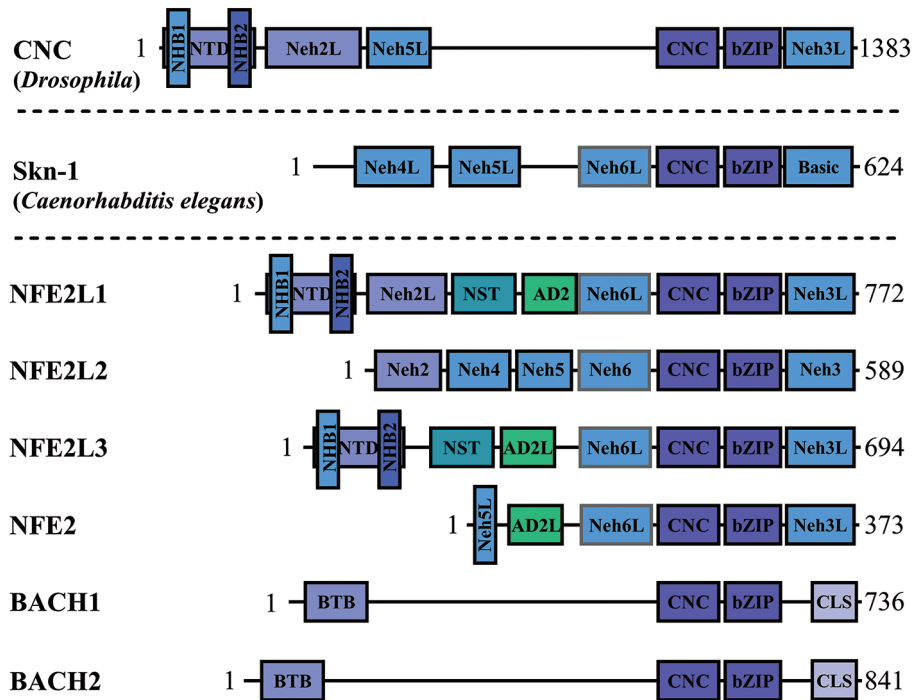 CNC 1 NHB1 NTD NHB2 Neh2L Neh5L CNC bZIP Neh3L 1383
(Drosophila)
Skn-1 1 Neh4L Neh5L Neh6L CNC bZIP Basic 624
(Caenorhabditis elegans)
NFE2L1 1 NHB1 NTD NHB2 Neh2L NST AD2 Neh6L CNC bZIP Neh3L 772
NFE2L2 1 Neh2 Neh4 Neh5 Neh6 CNC bZIP Neh3 589
NFE2L3 1 NHB1 NTD NHB2 NST AD2L Neh6L CNC bZIP Neh3L 694
NFE2 1 Neh5L AD2L Neh6L CNC bZIP Neh3L 373
BACH1 1 BTB CNC bZIP CLS 736
BACH2 1 BTB CNC bZIP CLS 841